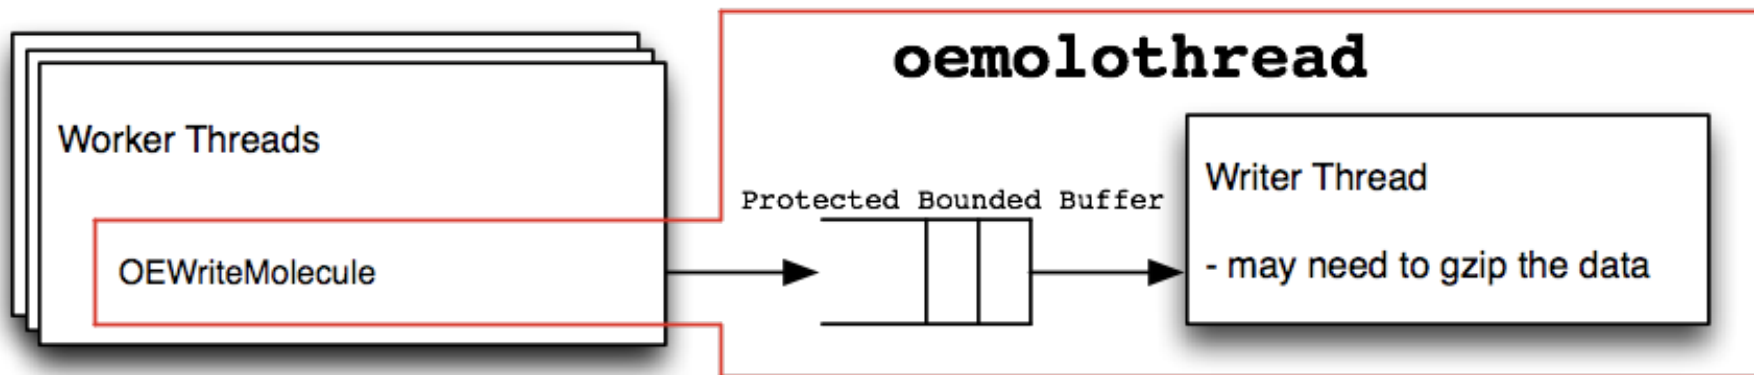 oemolothread
Worker Threads
OEWriteMolecule
Protected Bounded Buffer
Writer Thread
- may need to gzip the data